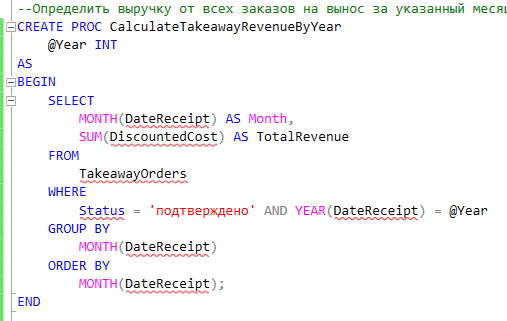 --Определить выручку от всех заказов на вынос за указанный
CREATE PROC CalculateTakeawayRevenueByYear
@Year INT
AS
BEGIN
SELECT
MONTH(DateReceipt) AS Month,
SUM(DiscountedCost) AS TotalRevenue
FROM
TakeawayOrders
WHERE
Status = 'подтверждено' AND YEAR(DateReceipt) = @Year
GROUP BY
MONTH(DateReceipt)
ORDER BY
MONTH(DateReceipt);
END